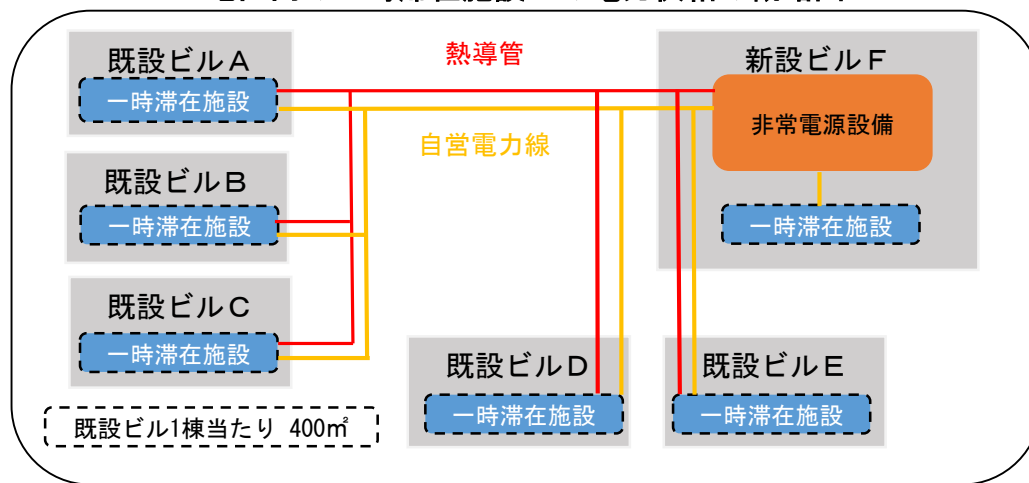 既設ビルA
一時滞在施設
熱導管
新設ビルF
非常電源設備
自営電力線
既設ビルB
一時滞在施設
一時滞在施設
既設ビルC
一時滞在施設
既設ビルD
一時滞在施設
既設ビルE
一時滞在施設
既設ビル1棟当たり 400㎡